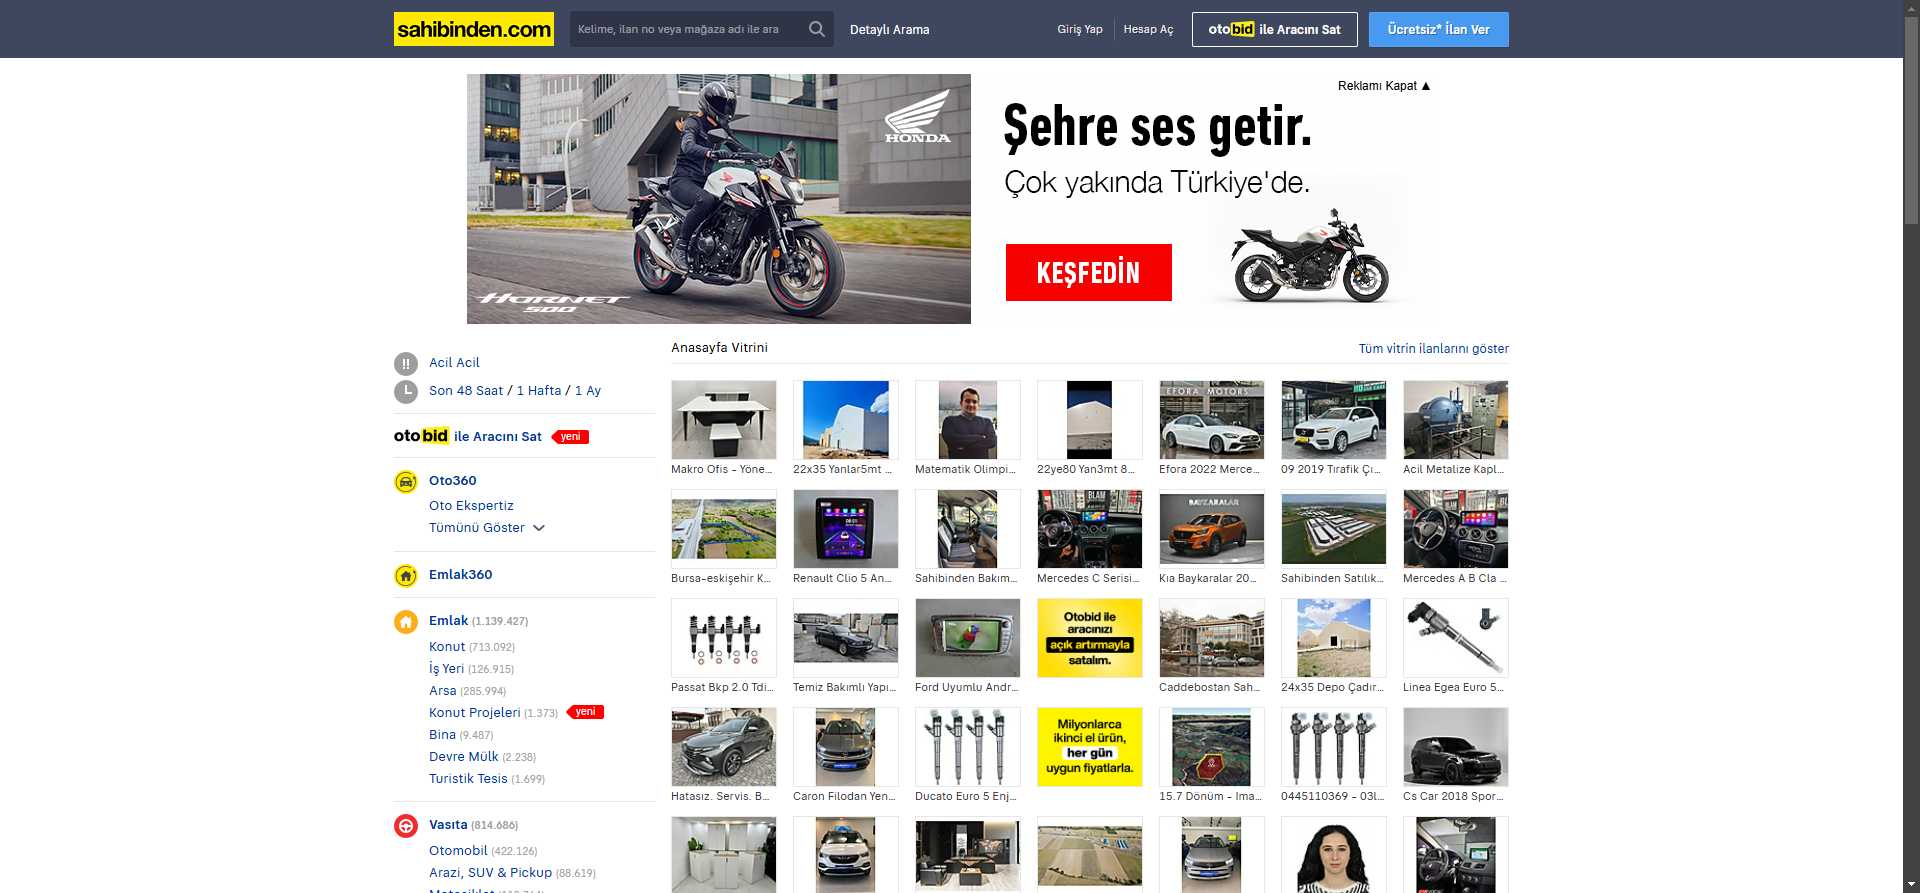 sahibinden.com
Kelime, ilan no veya mağaza adı ile ara
Detaylı Arama
Giriş Yap
Hesap Aç
otobid ile Aracını Sat
Ücretsiz* İlan Ver
HONDA
HORNET
500
Reklamı Kapat ▲
Şehre ses getir.
Çok yakında Türkiye'de.
KEŞFEDİN
Acil Acil
Son 48 Saat / 1 Hafta / 1 Ay
otobid ile Aracını Sat yeni
Oto360
Oto Ekspertiz
Tümünü Göster
Emlak360
Emlak (1.139.427)
Konut (713.092)
İş Yeri (126.915)
Arsa (285.994)
Konut Projeleri (1.373) yeni
Bina (9.487)
Devre Mülk (2.238)
Turistik Tesis (1.699)
Vasıta (814.686)
Otomobil (422.126)
Arazi, SUV & Pickup (88.619)
Anasayfa Vitrini
Tüm vitrin ilanlarını göster
EFORA MOTORS
Makro Ofis - Yöne...
22x35 Yanlar5mt ...
Matematik Olimpi...
22ye80 Yan3mt 8...
Efora 2022 Merce...
09 2019 Tırafik Çı...
Acil Metalize Kapl...
BLAM
BAYKARALAR
BLAM
Bursa-eskişehir K...
Renault Clio 5 An...
Sahibinden Bakım...
Mercedes C Serisi...
Kıa Baykaralar 20...
Sahibinden Satılık...
Mercedes A B Cla ...
Otobid ile
aracınızı
açık artırmayla
satalım.
Passat Bkp 2.0 Tdi...
Temiz Bakımlı Yapı...
Ford Uyumlu Andr...
Caddebostan Sah...
24x35 Depo Çadır...
Linea Egea Euro 5...
Milyonlarca
ikinci el ürün,
her gün
uygun fiyatlarla.
Hatasız. Servis. B...
Caron Filodan Yen...
Ducato Euro 5 Enj...
15.7 Dönüm - Ima...
0445110369 - 03l...
Cs Car 2018 Spor...